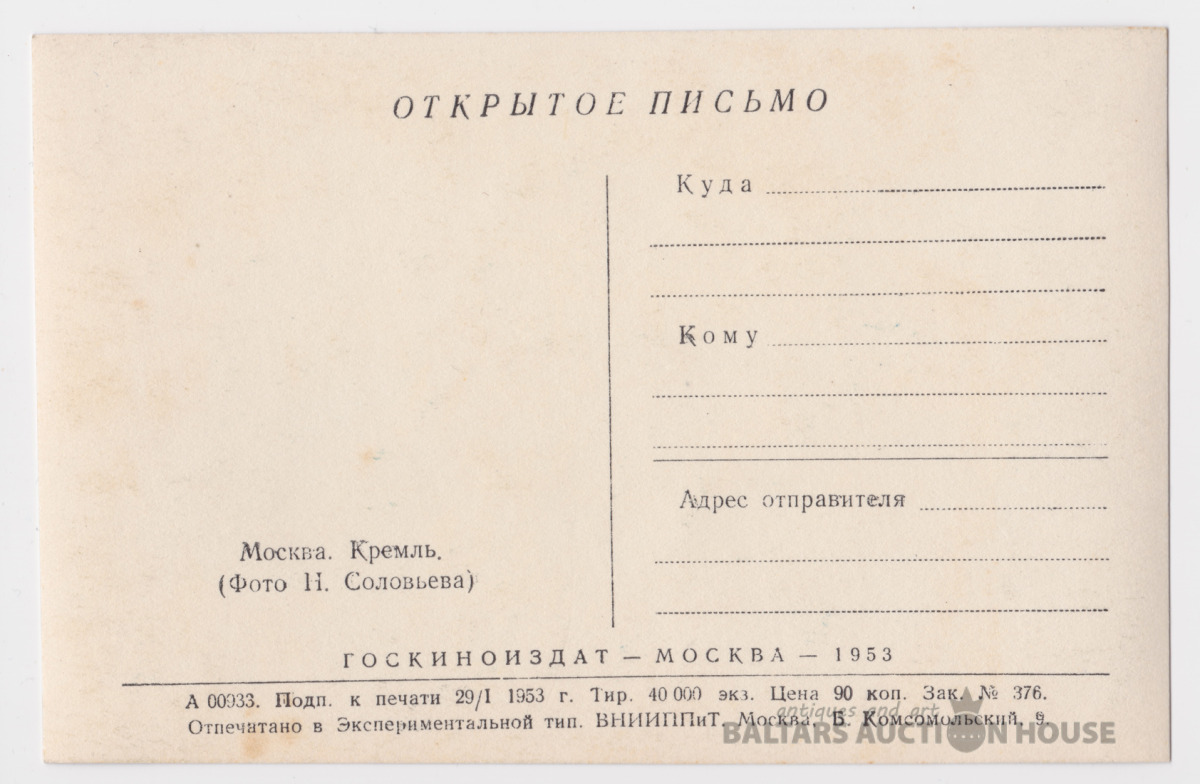 ОТКРЫТОЕ ПИСЬМО
Куда
Кому
Адрес отправителя
Москва. Кремль.
(Фото Н. Соловьева)
ГОСКИНОИЗДАТ — МОСКВА — 1953
А 00933. Подп. к печати 29/I 1953 г. Тир. 40 000 экз. Цена 90 коп. Зак. № 376.
Отпечатано в Экспериментальной тип. ВНИИППиТ. Москва, Б. Комсомольский, 9.
antiques and art
BALTARS AUCTION HOUSE